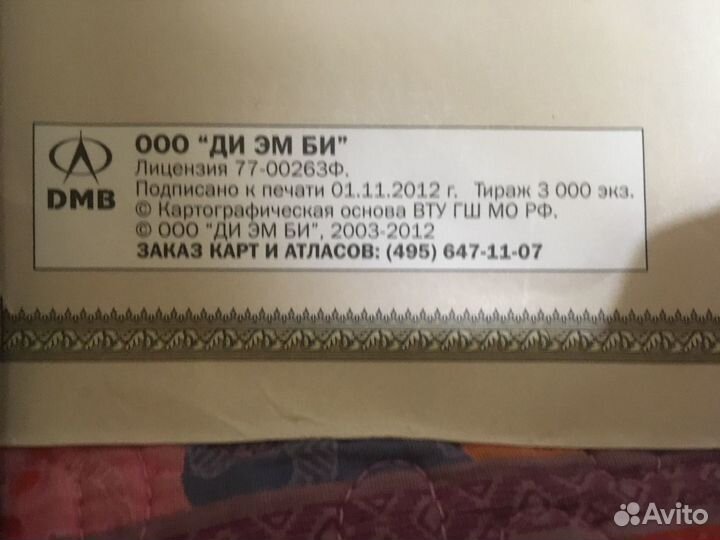 ООО "ДИ ЭМ БИ"
Лицензия 77-00263Ф.
Подписано к печати 01.11.2012 г. Тираж 3 000 экз.
© Картографическая основа ВТУ ГШ МО РФ.
© ООО "ДИ ЭМ БИ", 2003-2012
ЗАКАЗ КАРТ И АТЛАСОВ: (495) 647-11-07
DMB
Avito